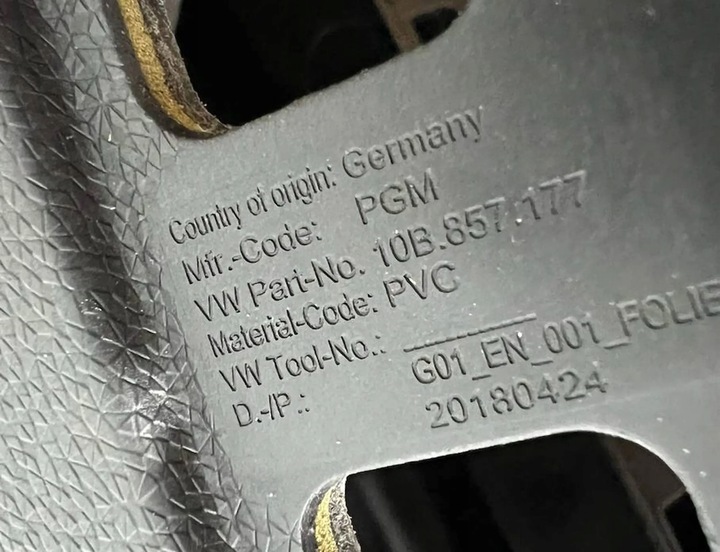 Country of origin: Germany
Mfr.-Code: PGM
VW Part-No. 10B.857.177
Material-Code: PVC
VW Tool-No.: ____________
D.-/P.: G01_EN_001_FOLIE
20180424